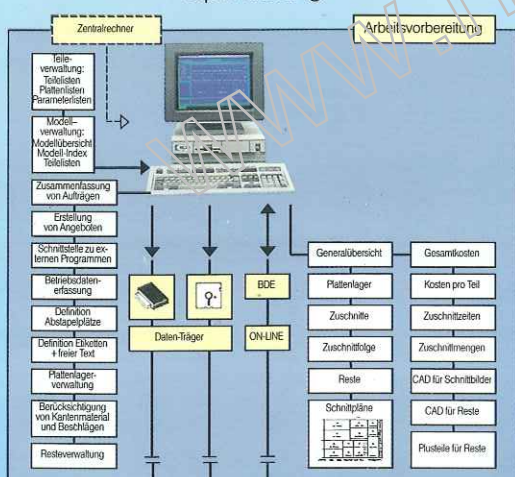 Zentralrechner
Arbeitsvorbereitung
Teile-
verwaltung:
Teilelisten
Plattenlisten
Parameterlisten
Modell-
verwaltung:
Modellübersicht
Modell-Index
Teilelisten
Zusammenfassung
von Aufträgen
Erstellung
von Angeboten
Schnittstelle zu ex-
ternen Programmen
Betriebsdaten-
erfassung
Definition
Abstapelplätze
Definition Etiketten
+ freier Text
Plattenlager-
verwaltung
Berücksichtigung
von Kantenmaterial
und Beschlägen
Resteverwaltung
Daten-Träger
BDE
ON-LINE
Generalübersicht
Plattenlager
Zuschnitte
Zuschnittfolge
Reste
Schnittpläne
Gesamtkosten
Kosten pro Teil
Zuschnittzeiten
Zuschnittmengen
CAD für Schnittbilder
CAD für Reste
Plusteile für Reste